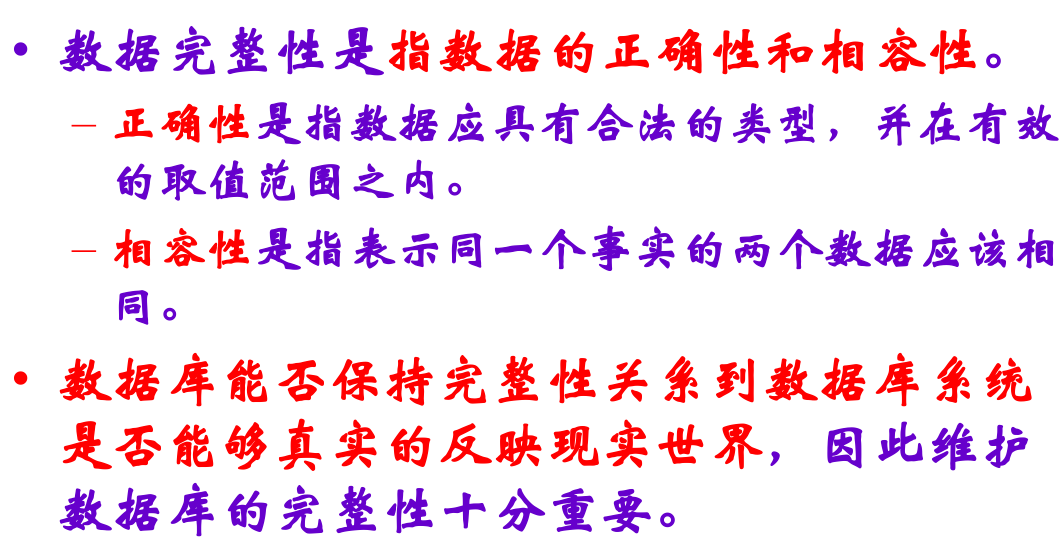 • 数据完整性是指数据的正确性和相容性。
– 正确性是指数据应具有合法的类型，并在有效
的取值范围之内。
– 相容性是指表示同一个事实的两个数据应该相
同。
• 数据库能否保持完整性关系到数据库系统
是否能够真实的反映现实世界，因此维护
数据库的完整性十分重要。